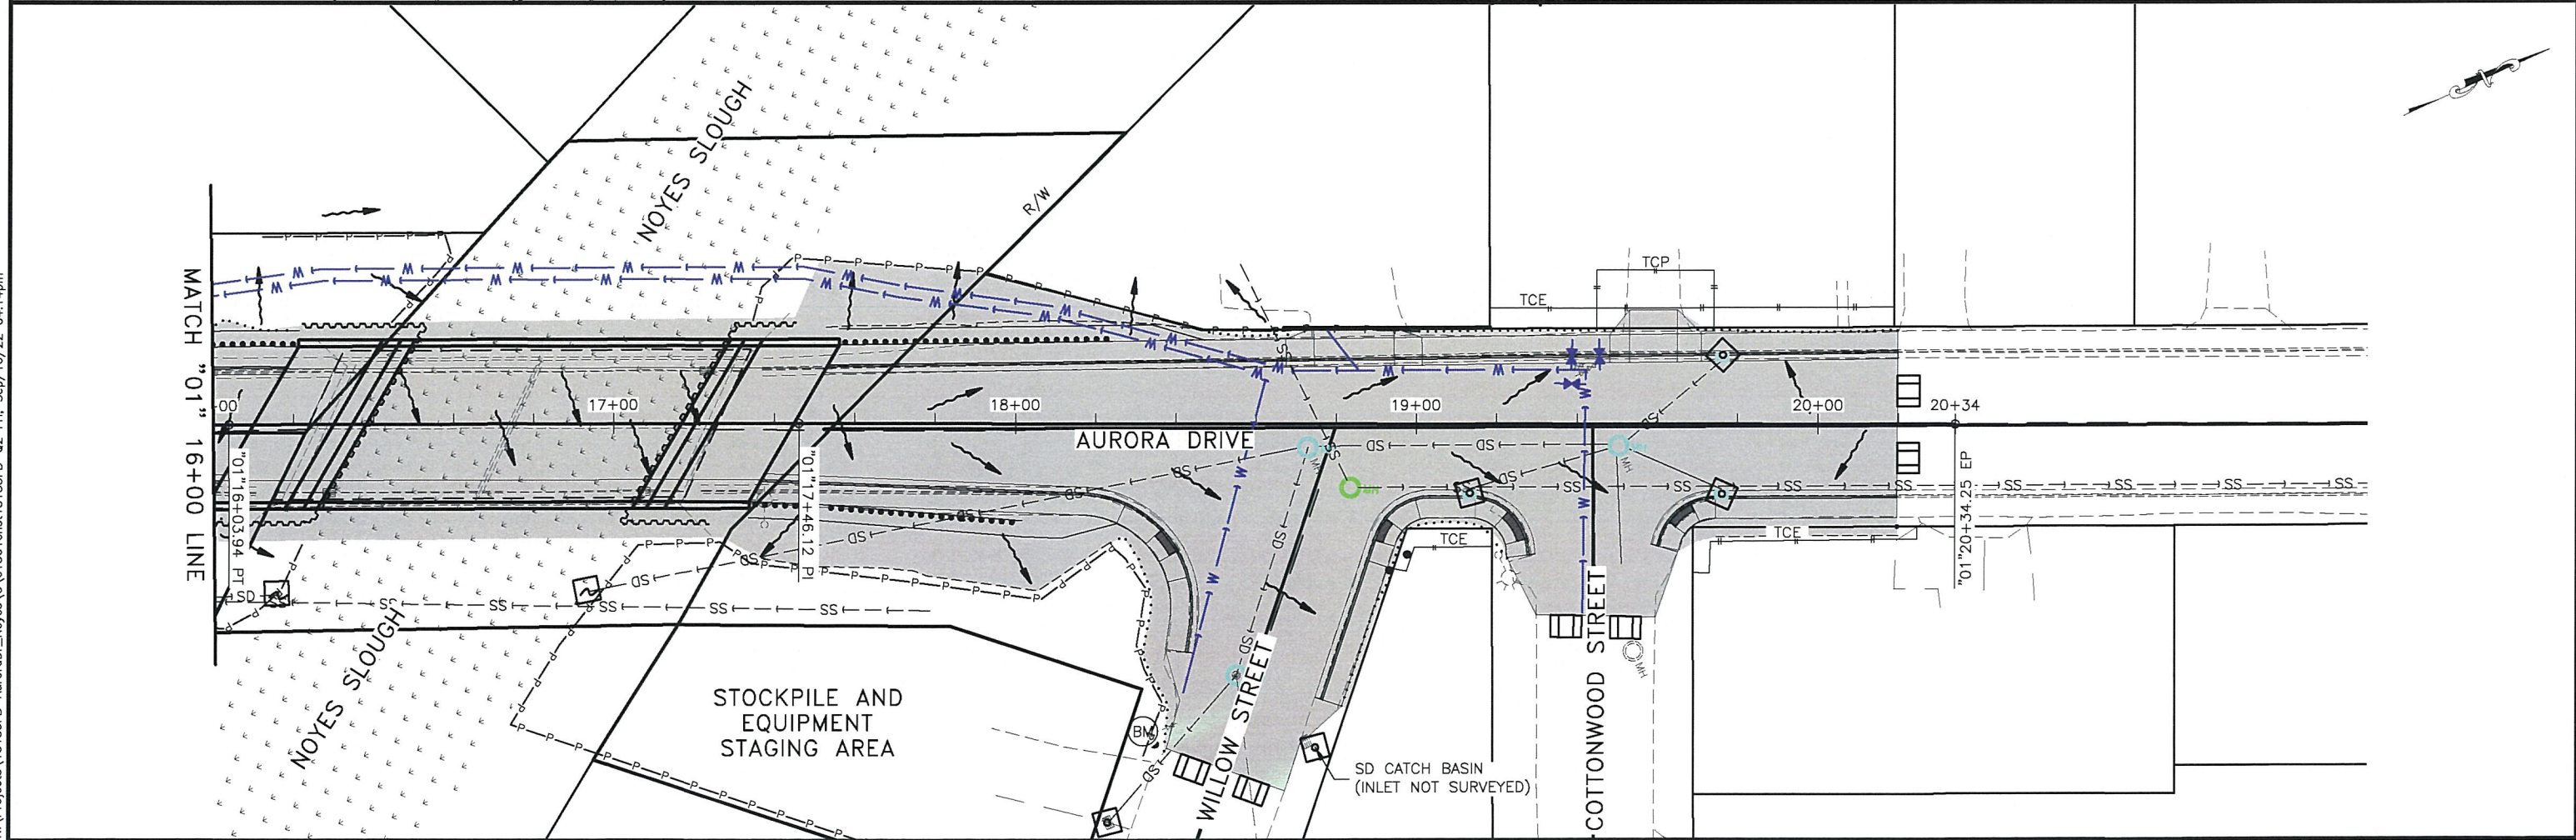 NOYES SLOUGH
R/W
TCP
TCE
MATCH "01" 16+00 LINE
17+00
18+00
19+00
20+00
20+34
AURORA DRIVE
"01"16+03.94 PT
"01"17+46.12 PI
"01"20+34.25 EP
TCE
TCE
MH
MH
MH
NOYES SLOUGH
STOCKPILE AND
EQUIPMENT
STAGING AREA
BM
WILLOW STREET
COTTONWOOD STREET
SD CATCH BASIN
(INLET NOT SURVEYED)
W
P
SS
SD